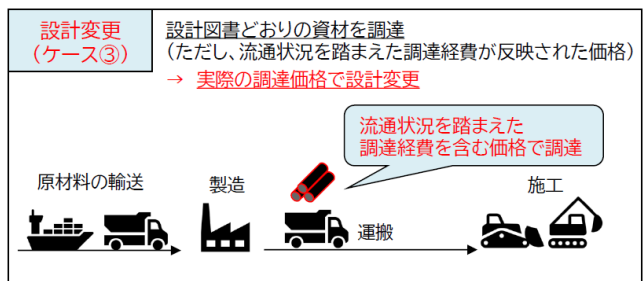 設計変更
(ケース③)
設計図書どおりの資材を調達
(ただし、流通状況を踏まえた調達経費が反映された価格)
→ 実際の調達価格で設計変更
流通状況を踏まえた
調達経費を含む価格で調達
原材料の輸送
製造
運搬
施工